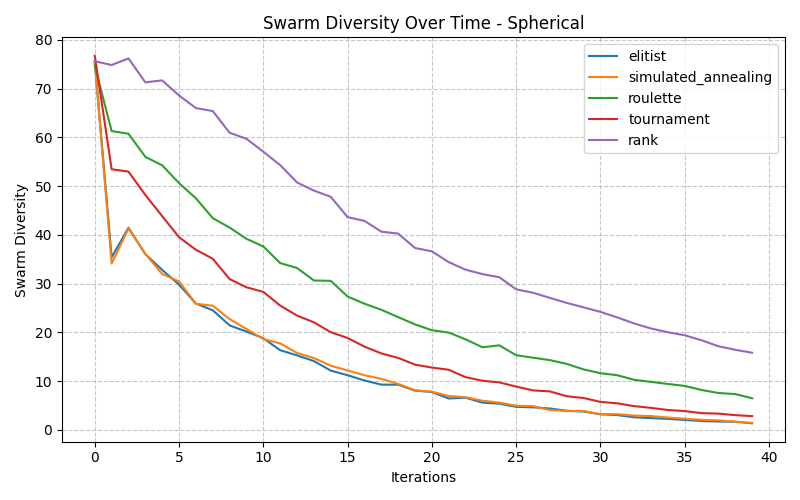 Swarm Diversity Over Time - Spherical
80
70
60
50
40
30
20
10
0
Swarm Diversity
elitist
simulated_annealing
roulette
tournament
rank
0 5 10 15 20 25 30 35 40
Iterations